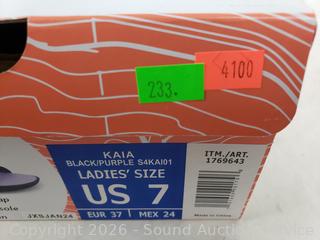 233.
4100
KAIA
BLACK/PURPLE S4KAI01
LADIES' SIZE
US 7
EUR 37 MEX 24
ITM./ART.
1769643
Made in China
JXSJAN24
Copyright 2026 - Sound Auction Service